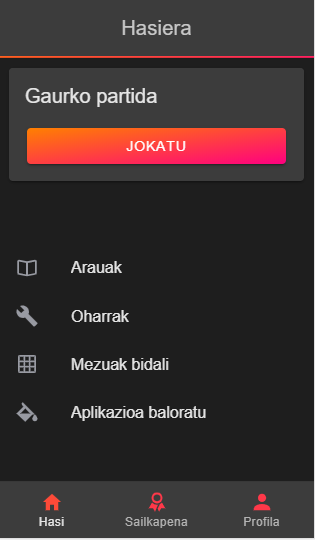 Hasiera
Gaurko partida
JOKATU
Arauak
Oharrak
Mezuak bidali
Aplikazioa baloratu
Hasi
Sailkapena
Profila